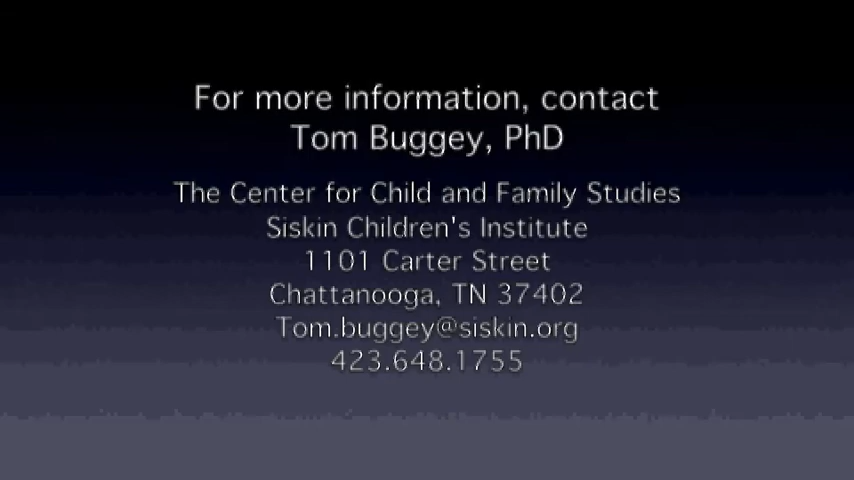 For more information, contact
Tom Buggey, PhD
The Center for Child and Family Studies
Siskin Children's Institute
1101 Carter Street
Chattanooga, TN 37402
Tom.buggey@siskin.org
423.648.1755